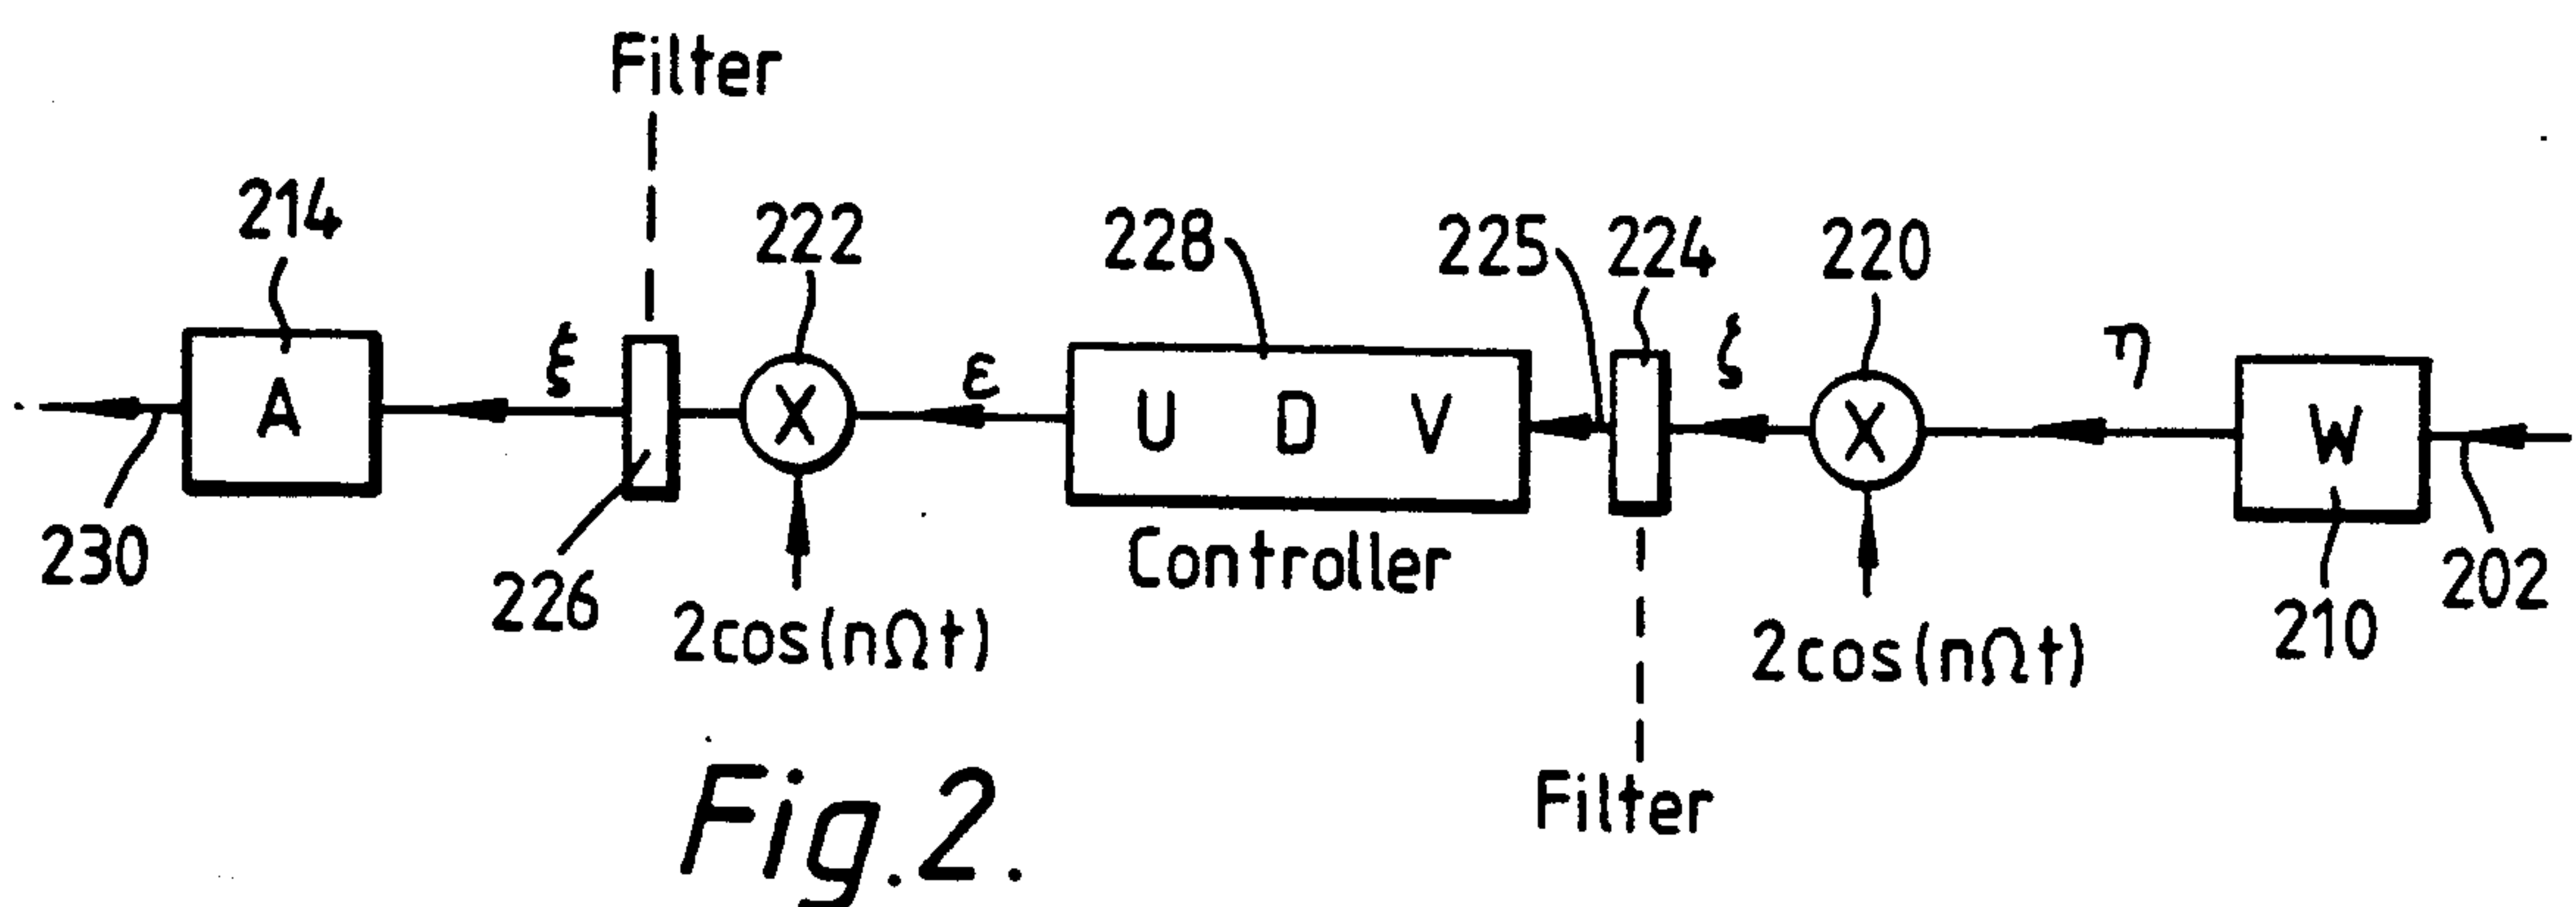 Filter
214
222
228
225
224
220
ξ
ε
ζ
η
A
X
U D V
X
W
230
226
2cos(nΩt)
Controller
2cos(nΩt)
210
202
Filter
Fig.2.